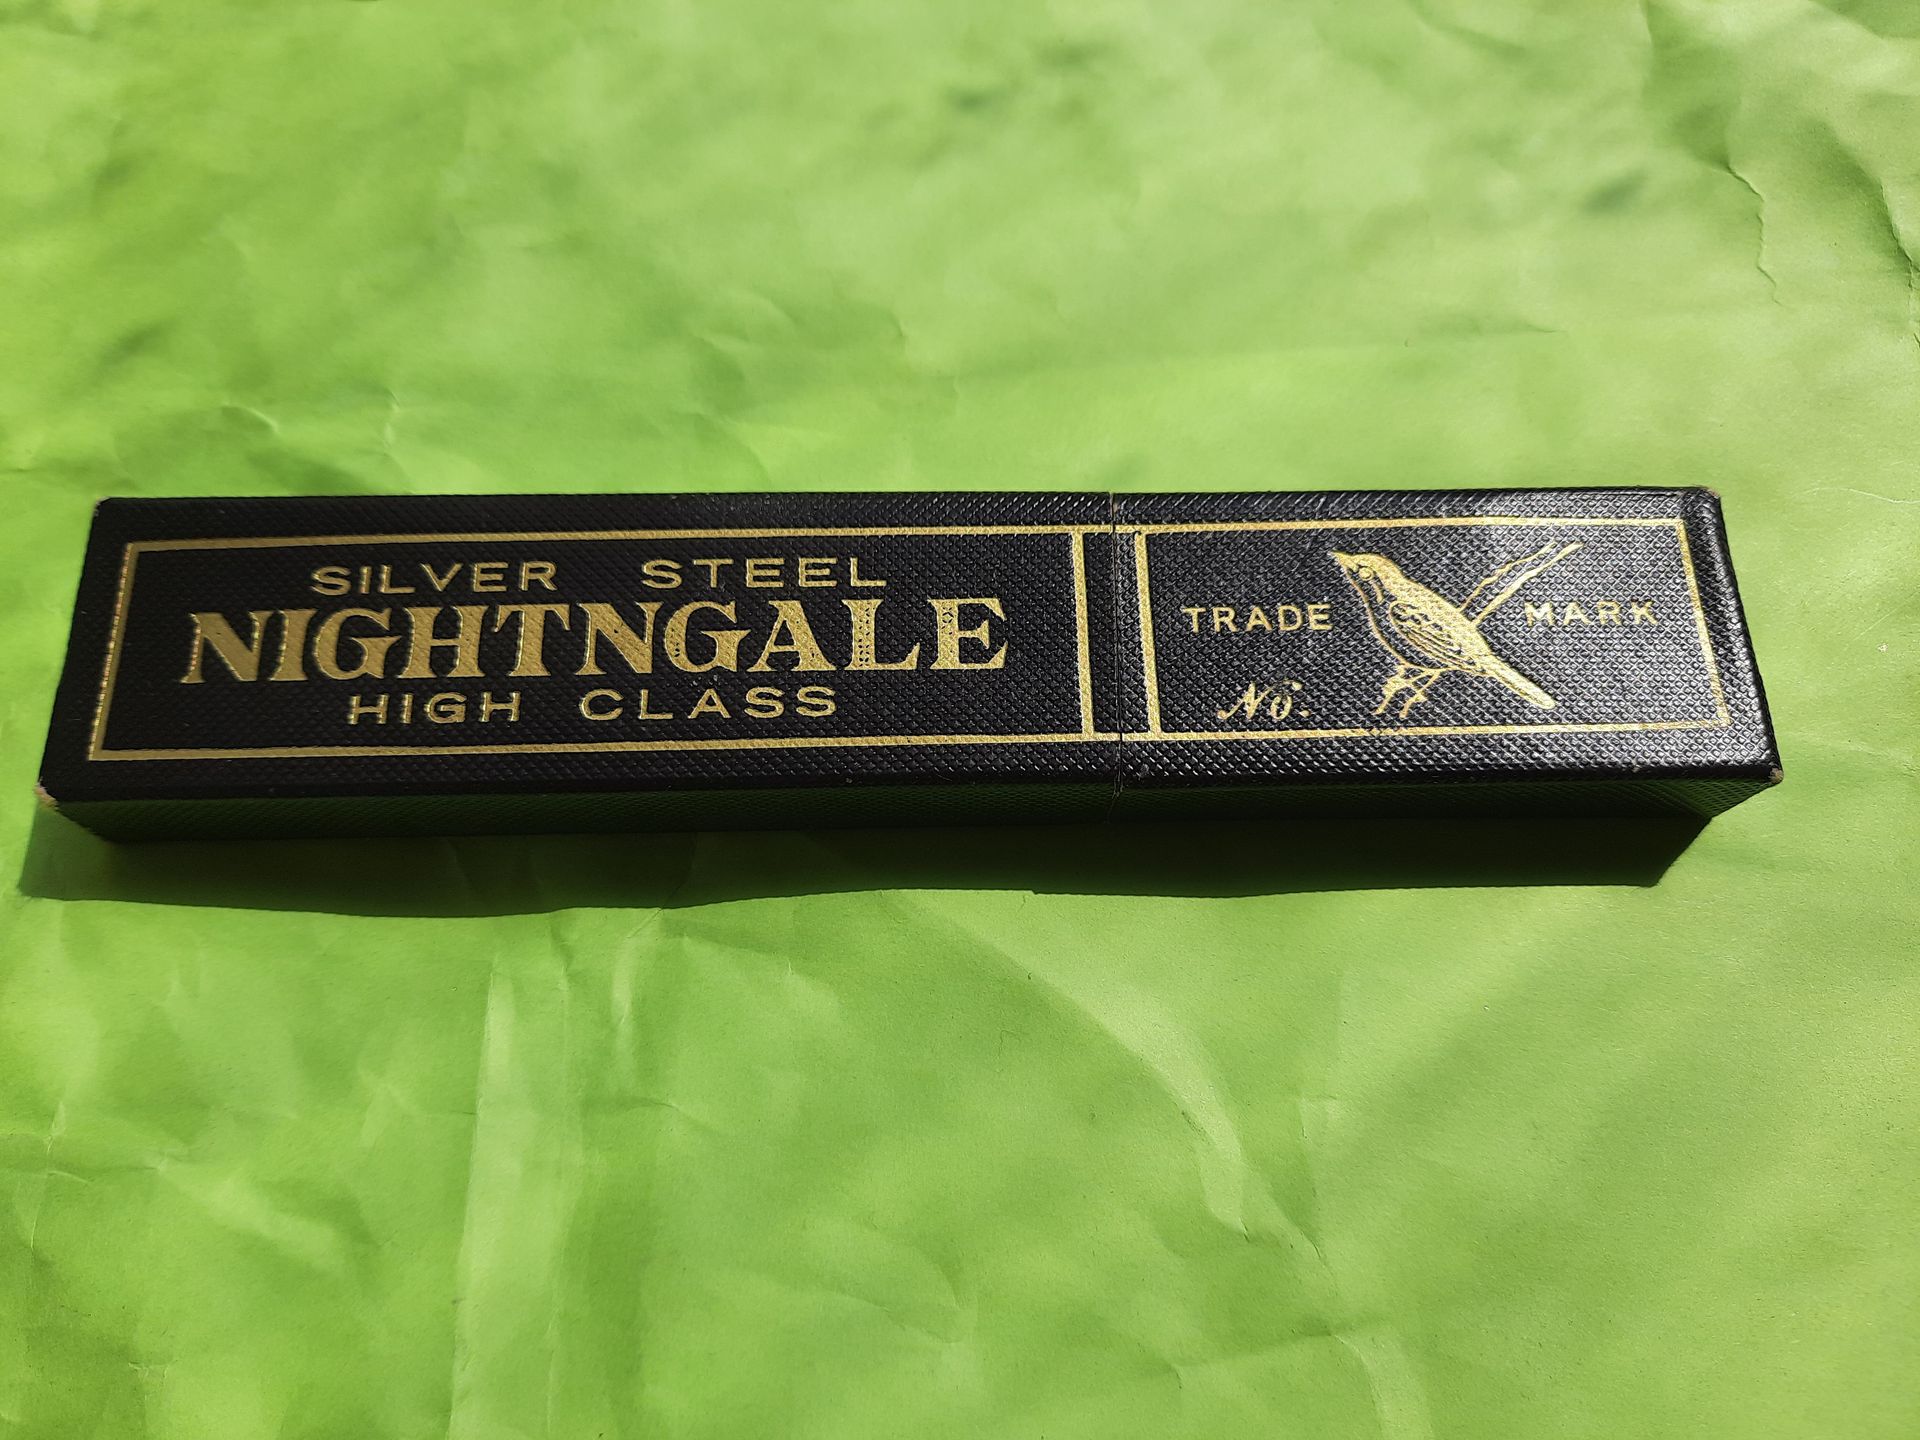 SILVER STEEL
NIGHTNGALE
HIGH CLASS
TRADE MARK
No.